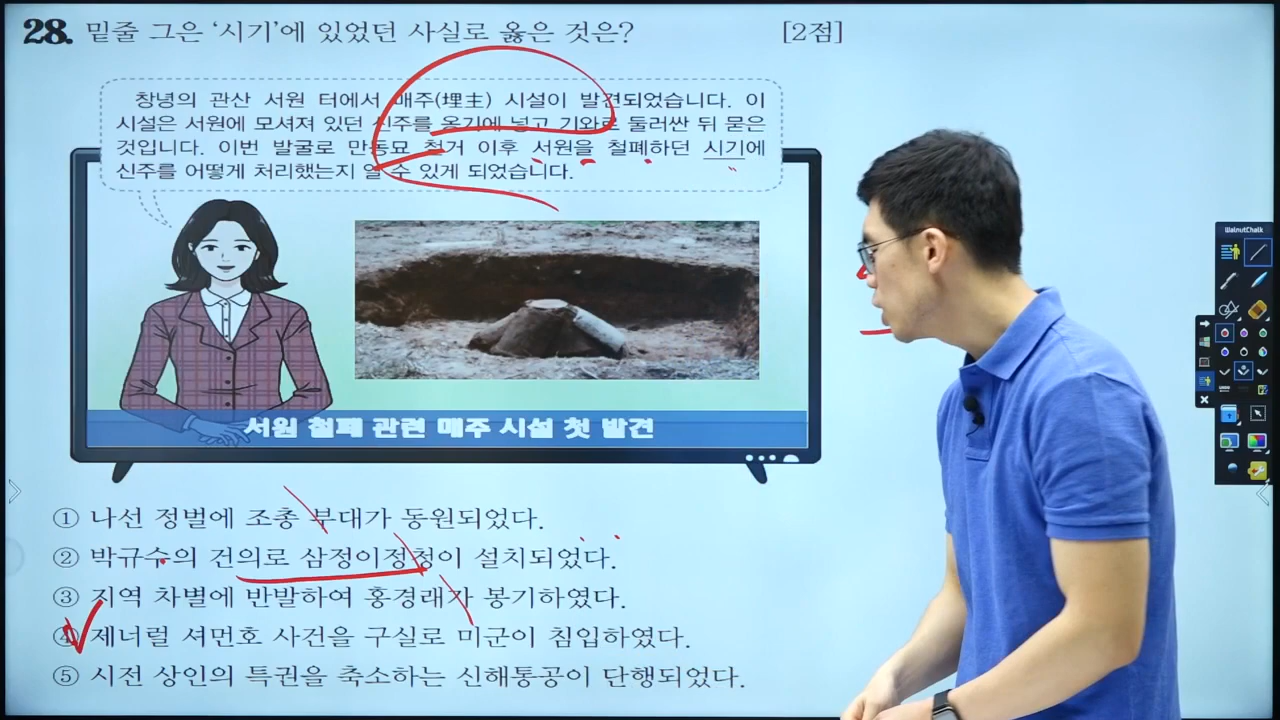 28. 밑줄 그은 '시기'에 있었던 사실로 옳은 것은? [2점]
창녕의 관산 서원 터에서 매주(埋主) 시설이 발견되었습니다. 이
시설은 서원에 모셔져 있던 신주를 옹기에 넣고 기와로 둘러싼 뒤 묻은
것입니다. 이번 발굴로 만동묘 철거 이후 서원을 철폐하던 시기에
신주를 어떻게 처리했는지 알 수 있게 되었습니다.
서원 철폐 관련 매주 시설 첫 발견
① 나선 정벌에 조총 부대가 동원되었다.
② 박규수의 건의로 삼정이정청이 설치되었다.
③ 지역 차별에 반발하여 홍경래가 봉기하였다.
④ 제너럴 셔먼호 사건을 구실로 미군이 침입하였다.
⑤ 시전 상인의 특권을 축소하는 신해통공이 단행되었다.
WalnutChalk